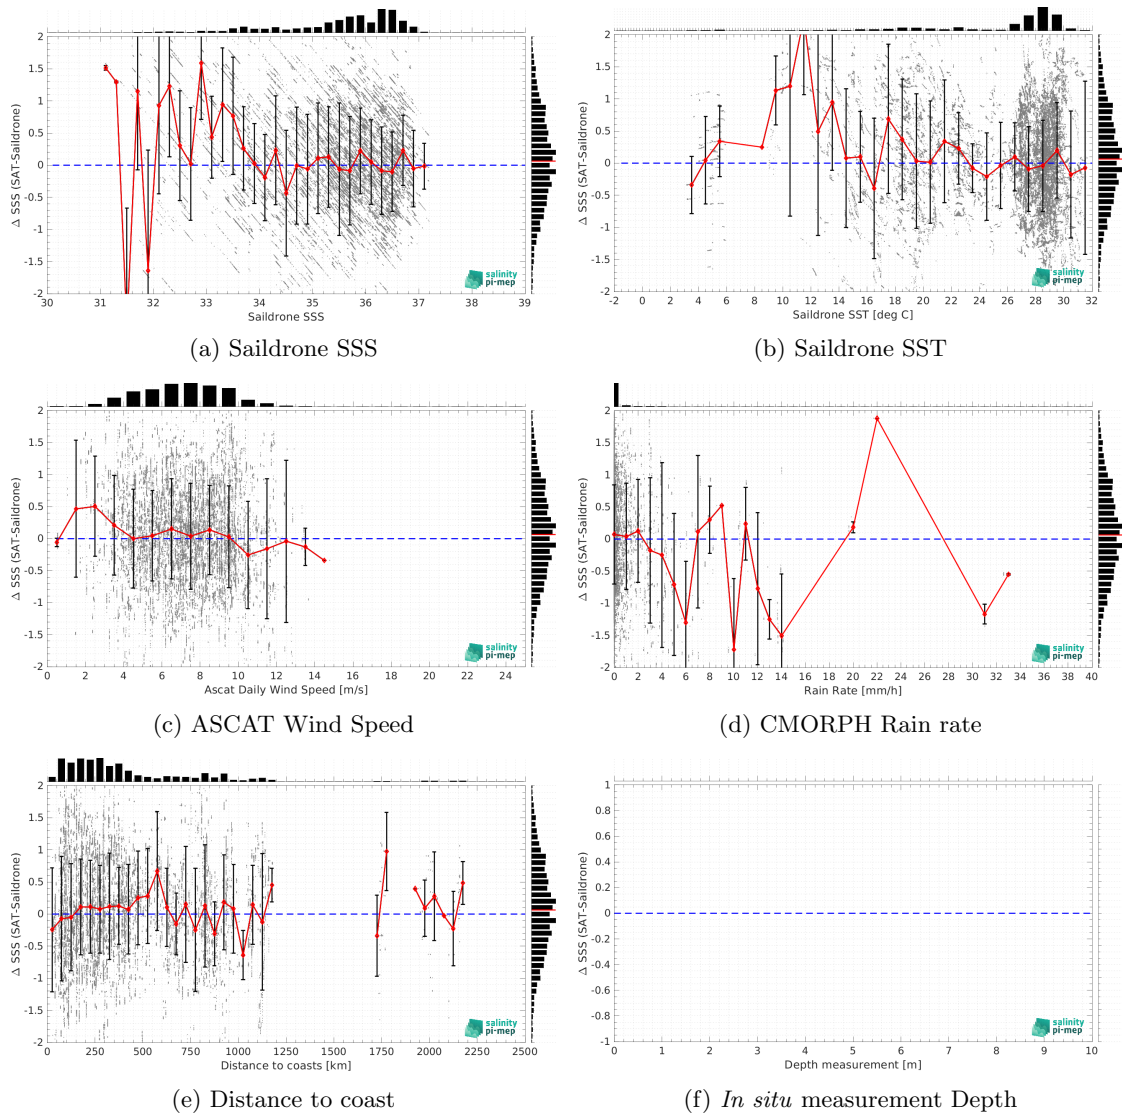 2
1.5
1
0.5
0
-0.5
-1
-1.5
-2
Δ SSS (SAT-Saildrone)
30 31 32 33 34 35 36 37 38 39
Saildrone SSS
salinity
pi-mep
(a) Saildrone SSS
2
1.5
1
0.5
0
-0.5
-1
-1.5
-2
Δ SSS (SAT-Saildrone)
-2 0 2 4 6 8 10 12 14 16 18 20 22 24 26 28 30 32
Saildrone SST [deg C]
salinity
pi-mep
(b) Saildrone SST
2
1.5
1
0.5
0
-0.5
-1
-1.5
-2
Δ SSS (SAT-Saildrone)
0 2 4 6 8 10 12 14 16 18 20 22 24
Ascat Daily Wind Speed [m/s]
salinity
pi-mep
(c) ASCAT Wind Speed
2
1.5
1
0.5
0
-0.5
-1
-1.5
-2
Δ SSS (SAT-Saildrone)
0 2 4 6 8 10 12 14 16 18 20 22 24 26 28 30 32 34 36 38 40
Rain Rate [mm/h]
salinity
pi-mep
(d) CMORPH Rain rate
2
1.5
1
0.5
0
-0.5
-1
-1.5
-2
Δ SSS (SAT-Saildrone)
0 250 500 750 1000 1250 1500 1750 2000 2250 2500
Distance to coasts [km]
salinity
pi-mep
(e) Distance to coast
1
0.8
0.6
0.4
0.2
0
-0.2
-0.4
-0.6
-0.8
-1
Δ SSS (SAT-Saildrone)
0 1 2 3 4 5 6 7 8 9 10
Depth measurement [m]
salinity
pi-mep
(f) In situ measurement Depth